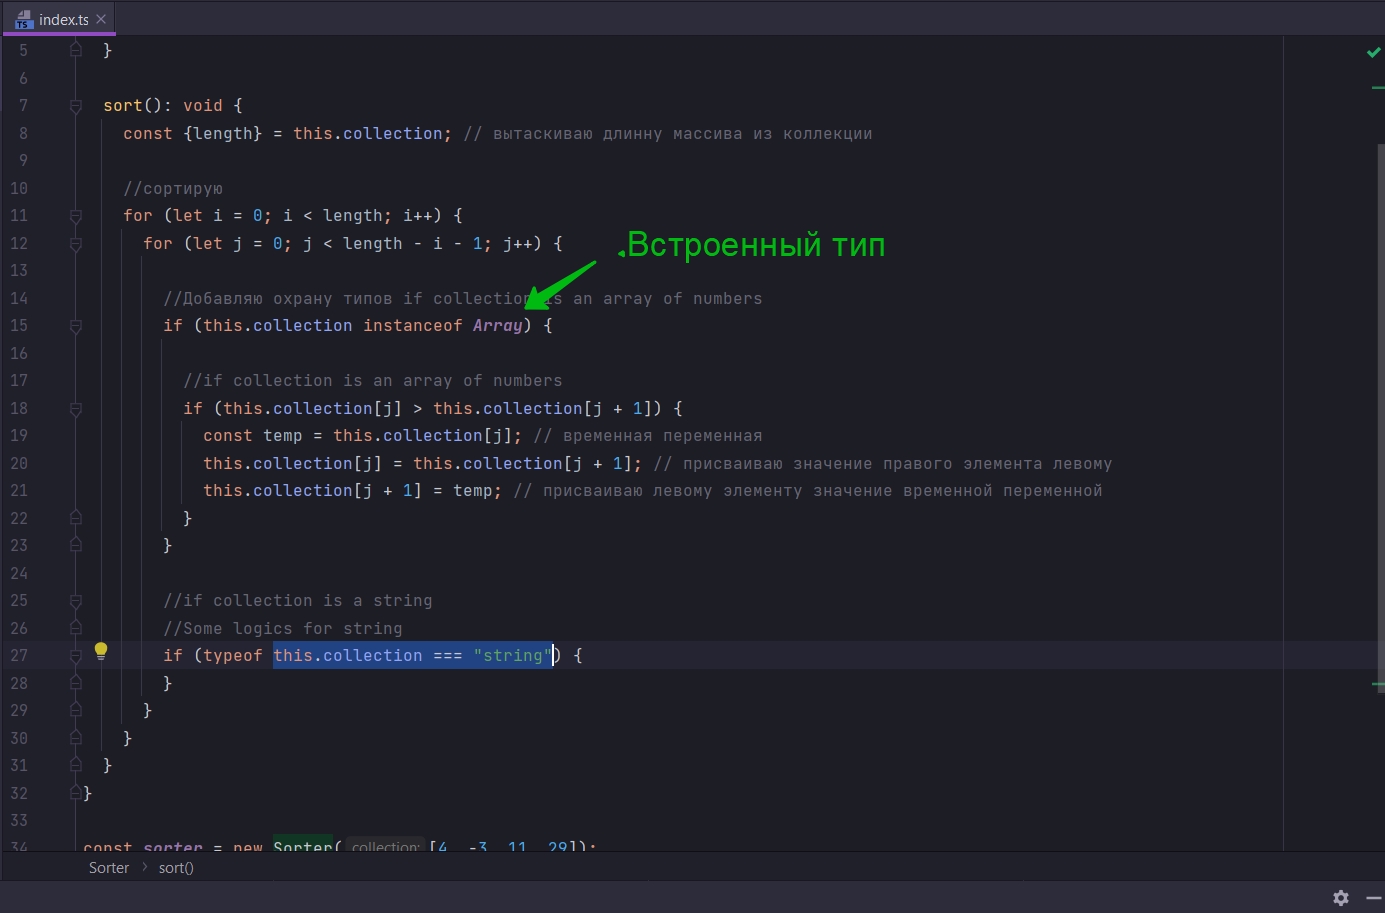 TS index.ts
5 }
6
7 sort(): void {
8 const {length} = this.collection; // вытаскиваю длинну массива из коллекции
9
10 //сортирую
11 for (let i = 0; i < length; i++) {
12 for (let j = 0; j < length - i - 1; j++) {
.Встроенный тип
13
14 //Добавляю охрану типов if collection is an array of numbers
15 if (this.collection instanceof Array) {
16
17 //if collection is an array of numbers
18 if (this.collection[j] > this.collection[j + 1]) {
19 const temp = this.collection[j]; // временная переменная
20 this.collection[j] = this.collection[j + 1]; // присваиваю значение правого элемента левому
21 this.collection[j + 1] = temp; // присваиваю левому элементу значение временной переменной
22 }
23 }
24
25 //if collection is a string
26 //Some logics for string
27 if (typeof this.collection === "string") {
28 }
29 }
30 }
31 }
32 }
33
34 const sorter = new Sorter( collection: [4, -3, 11, 29]);
Sorter > sort()